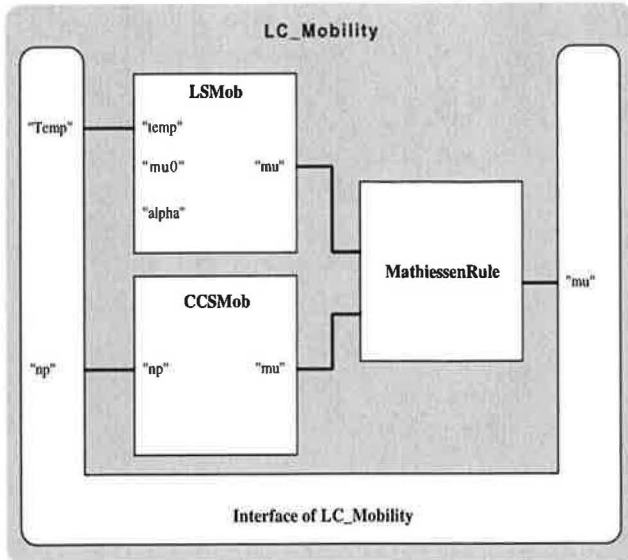 LC_Mobility
LSMob
"Temp"
"temp"
"mu0"
"mu"
"alpha"
MathiessenRule
"mu"
CCSMob
"np"
"np"
"mu"
Interface of LC_Mobility